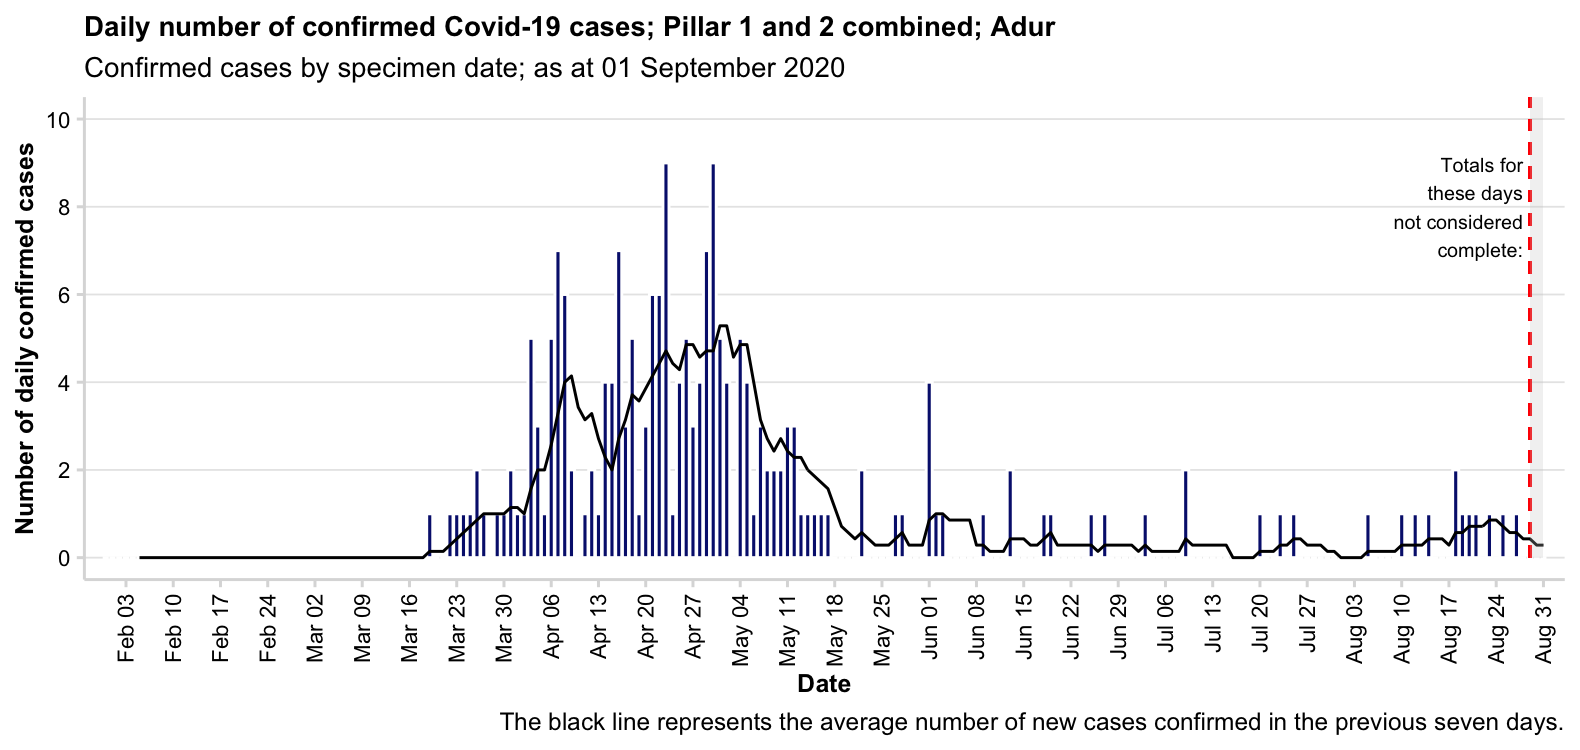 Daily number of confirmed Covid-19 cases; Pillar 1 and 2 combined; Adur
Confirmed cases by specimen date; as at 01 September 2020
Number of daily confirmed cases
10
8
6
4
2
0
Totals for
these days
not considered
complete:
Feb 03
Feb 10
Feb 17
Feb 24
Mar 02
Mar 09
Mar 16
Mar 23
Mar 30
Apr 06
Apr 13
Apr 20
Apr 27
May 04
May 11
May 18
May 25
Jun 01
Jun 08
Jun 15
Jun 22
Jun 29
Jul 06
Jul 13
Jul 20
Jul 27
Aug 03
Aug 10
Aug 17
Aug 24
Aug 31
Date
The black line represents the average number of new cases confirmed in the previous seven days.